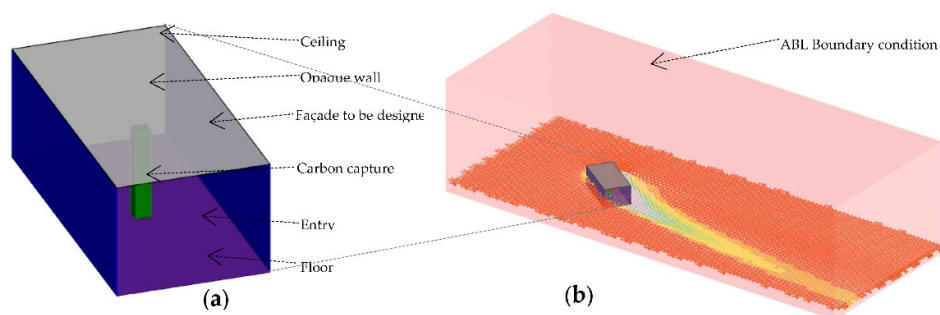 Ceiling
Opaque wall
Façade to be designe
Carbon capture
Entry
Floor
(a)
ABL Boundary condition
(b)